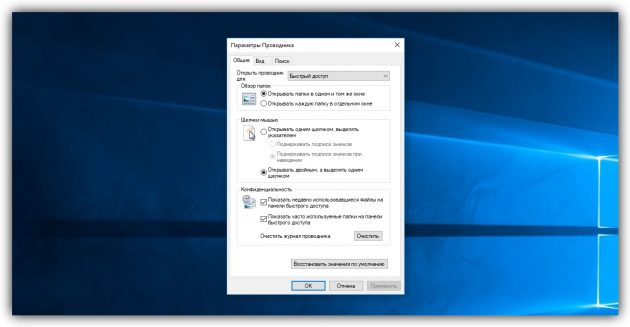 Параметры Проводника
Общие Вид Поиск
Открыть проводник Быстрый доступ
для:
Обзор папок
Открывать папки в одном и том же окне
Открывать каждую папку в отдельном окне
Щелчки мышью
Открывать одним щелчком, выделять
указателем
Подчеркивать подписи значков
Подчеркивать подписи значков при
наведении
Открывать двойным, а выделять одним
щелчком
Конфиденциальность
Показать недавно использовавшиеся файлы на
панели быстрого доступа
Показать часто используемые папки на панели
быстрого доступа
Очистить журнал проводника Очистить
Восстановить значения по умолчанию
OK Отмена Применить